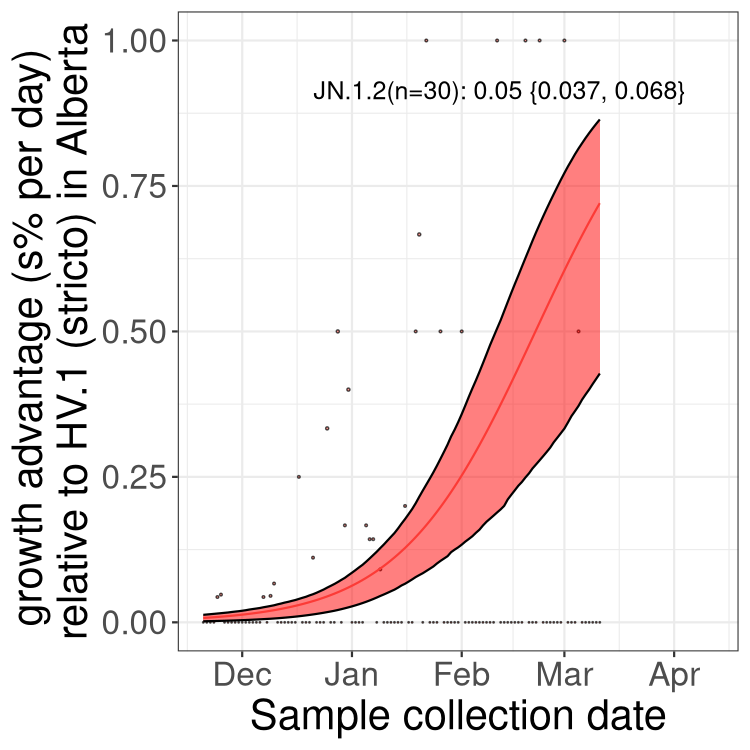 growth advantage (s% per day)
relative to HV.1 (stricto) in Alberta
1.00
0.75
0.50
0.25
0.00
JN.1.2(n=30): 0.05 {0.037, 0.068}
Dec Jan Feb Mar Apr
Sample collection date